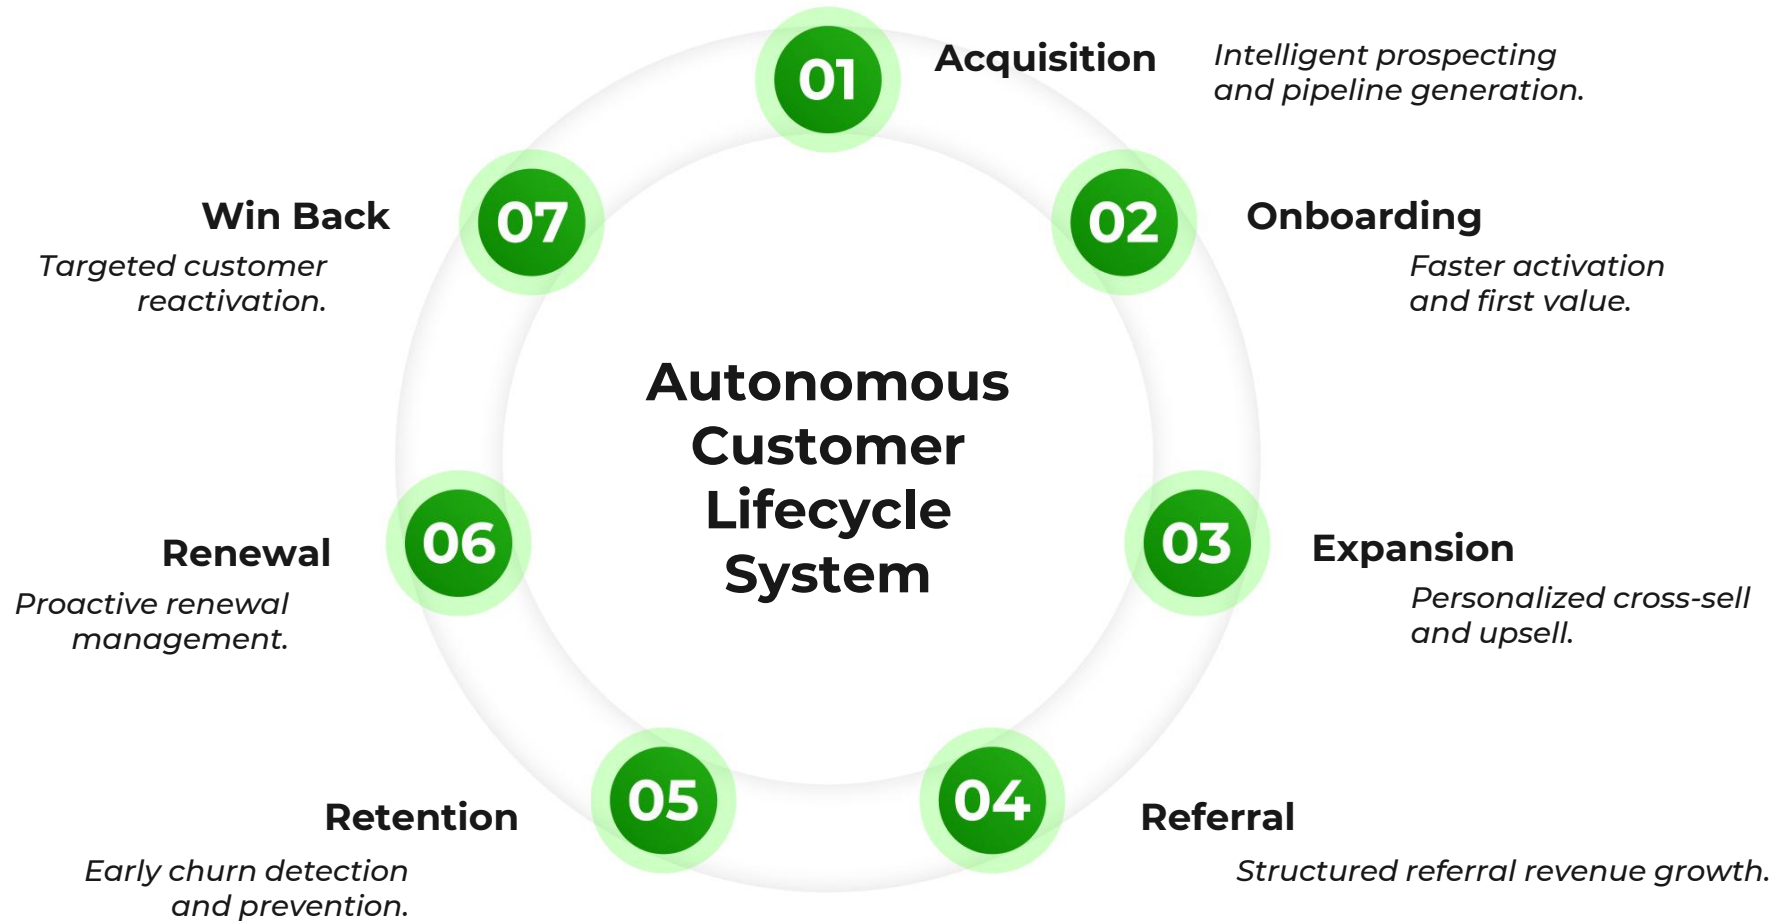 01
Acquisition
Intelligent prospecting
and pipeline generation.
02
Onboarding
Faster activation
and first value.
03
Expansion
Personalized cross-sell
and upsell.
04
Referral
Structured referral revenue growth.
05
Retention
Early churn detection
and prevention.
06
Renewal
Proactive renewal
management.
07
Win Back
Targeted customer
reactivation.
Autonomous
Customer
Lifecycle
System